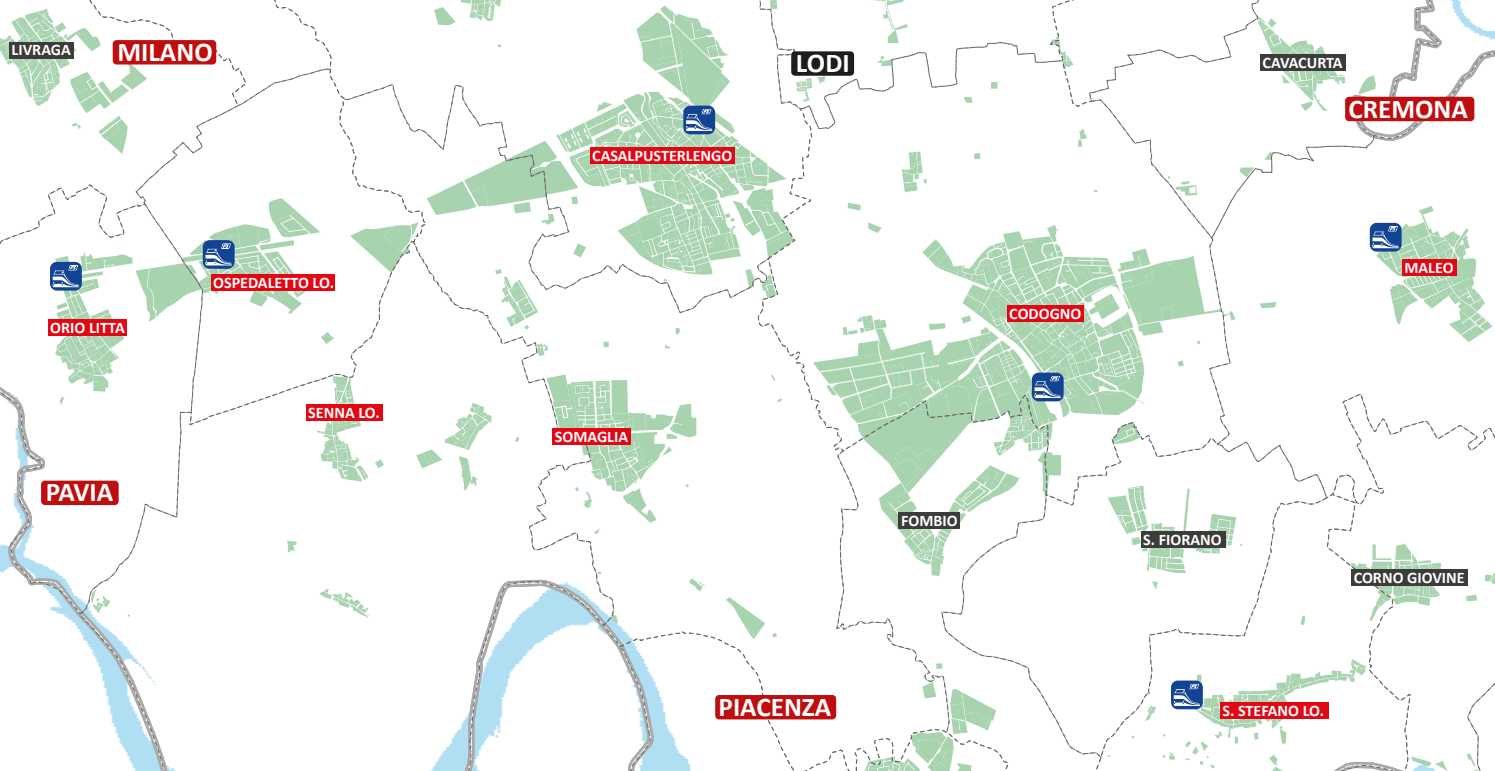 LIVRAGA
MILANO
LODI
CAVACURTA
CREMONA
CASALPUSTERLENGO
OSPEDALETTO LO.
MALEO
ORIO LITTA
CODOGNO
SENNA LO.
SOMAGLIA
PAVIA
FOMBIO
S. FIORANO
CORNO GIOVINE
PIACENZA
S. STEFANO LO.